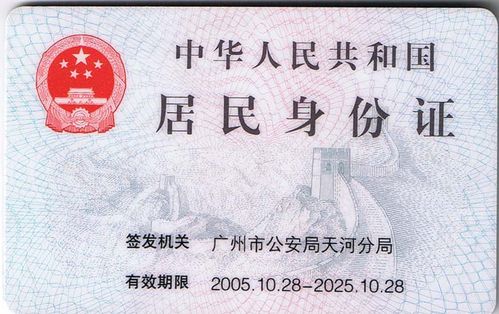 中华人民共和国
居民身份证
签发机关 广州市公安局天河分局
有效期限 2005.10.28-2025.10.28